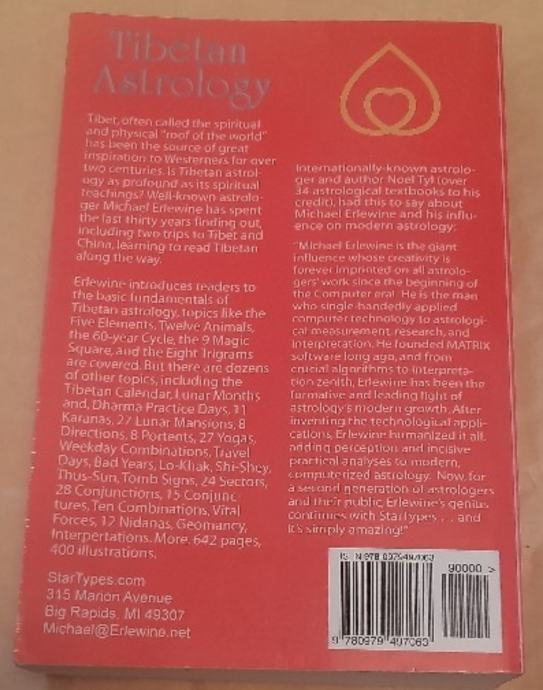 Tibetan
Astrology
Tibet, often called the spiritual
and physical "roof of the world"
has been the source of great
inspiration to Westerners for over
two centuries. Is Tibetan astrol-
ogy as profound as its spiritual
teachings? Well-known astrolo-
ger Michael Erlewine has spent
the last thirty years finding out,
including two trips to Tibet and
China, learning to read Tibetan
along the way.
Erlewine introduces readers to
the basic fundamentals of
Tibetan astrology, topics like the
Five Elements, Twelve Animals,
the 60-year Cycle, the 9 Magic
Square, and the Eight Trigrams
are covered. But there are dozens
of other topics, including the
Tibetan Calendar, Lunar Months
and, Dharma Practice Days, 11
Karanas, 27 Lunar Mansions, 8
Directions, 8 Portents, 27 Yogas,
Weekday Combinations, Travel
Days, Bad Years, Lo-Khak, Shi-Shey,
Thus-Sun, Tomb Signs, 24 Sectors,
28 Conjunctions, 15 Conjunc-
tures, Ten Combinations, Vital
Forces, 12 Nidanas, Geomancy,
Interpertations. More. 642 pages,
400 illustrations.
StarTypes.com
315 Marion Avenue
Big Rapids, MI 49307
Michael@Erlewine.net
Internationally-known astrolo-
ger and author Noel Tyl (over
34 astrological textbooks to his
credit), had this to say about
Michael Erlewine and his influ-
ence on modern astrology:
"Michael Erlewine is the giant
influence whose creativity is
forever imprinted on all astrolo-
gers' work since the beginning of
the Computer era! He is the man
who single-handedly applied
computer technology to astrologi-
cal measurement, research, and
interpretation. He founded MATRIX
software long ago, and from
crucial algorithms to interpreta-
tion zenith, Erlewine has been the
formative and leading light of
astrology's modern growth. After
inventing the technological appli-
cations, Erlewine humanized it all,
adding perception and incisive
practical analyses to modern,
computerized astrology. Now, for
a second generation of astrologers
and their public, Erlewine's genius
continues with StarTypes . . . and
it's simply amazing!"
90000 >
9 780979 497063